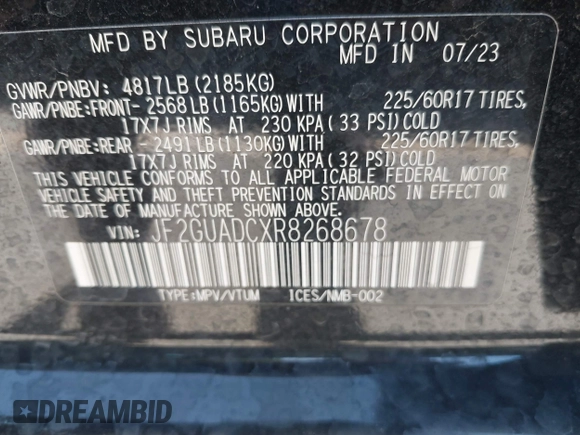 MFD BY SUBARU CORPORATION
MFD IN 07/23
GVWR/PNBV: 4817LB (2185KG)
GAWR/PNBE:FRONT- 2568 LB (1165KG) WITH 225/60R17 TIRES,
17X7J RIMS AT 230 KPA ( 33 PSI) COLD
GAWR/PNBE:REAR - 2491 LB (1130KG) WITH 225/60R17 TIRES,
17X7J RIMS AT 220 KPA ( 32 PSI) COLD
THIS VEHICLE CONFORMS TO ALL APPLICABLE FEDERAL MOTOR
VEHICLE SAFETY AND THEFT PREVENTION STANDARDS IN EFFECT
ON THE DATE OF MANUFACTURE SHOWN ABOVE.
VIN: JF2GUADCXR8268678
TYPE:MPV/VTUM ICES/NMB-002
DREAMBID